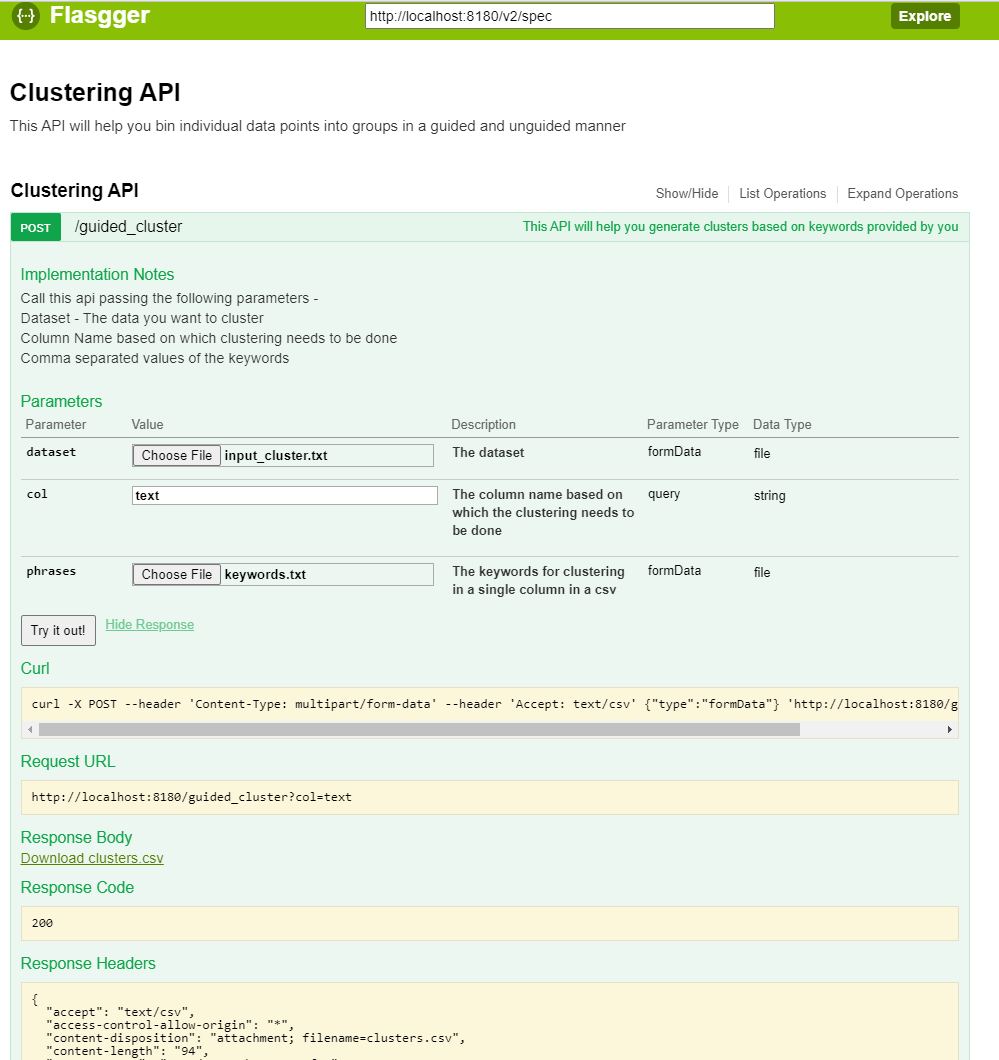 {··} Flasgger http://localhost:8180/v2/spec Explore
Clustering API
This API will help you bin individual data points into groups in a guided and unguided manner
Clustering API Show/Hide List Operations Expand Operations
POST /guided_cluster This API will help you generate clusters based on keywords provided by you
Implementation Notes
Call this api passing the following parameters -
Dataset - The data you want to cluster
Column Name based on which clustering needs to be done
Comma separated values of the keywords
Parameters
Parameter Value Description Parameter Type Data Type
dataset Choose File input_cluster.txt The dataset formData file
col text The column name based on query string
which the clustering needs to
be done
phrases Choose File keywords.txt The keywords for clustering formData file
in a single column in a csv
Try it out! Hide Response
Curl
curl -X POST --header 'Content-Type: multipart/form-data' --header 'Accept: text/csv' {"type":"formData"} 'http://localhost:8180/g
Request URL
http://localhost:8180/guided_cluster?col=text
Response Body
Download clusters.csv
Response Code
200
Response Headers
{
"accept": "text/csv",
"access-control-allow-origin": "*",
"content-disposition": "attachment; filename=clusters.csv",
"content-length": "94",